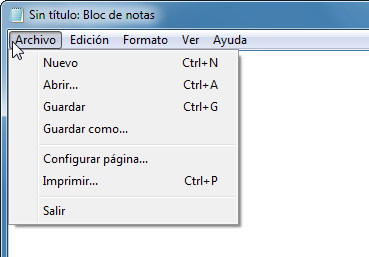 Sin título: Bloc de notas
Archivo Edición Formato Ver Ayuda
Nuevo Ctrl+N
Abrir... Ctrl+A
Guardar Ctrl+G
Guardar como...
Configurar página...
Imprimir... Ctrl+P
Salir